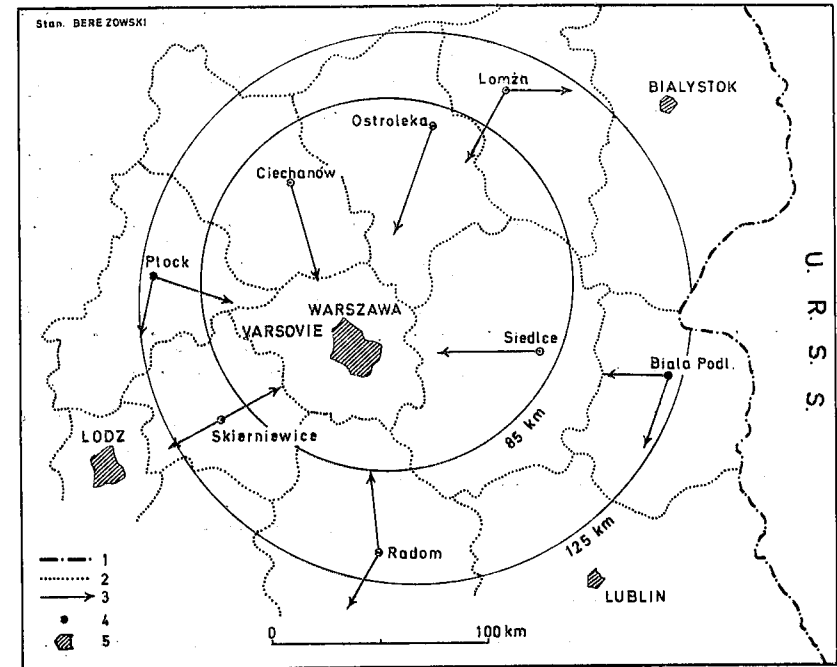 Stan. BEREZOWSKI
Lomża
BIALYSTOK
Ostroleka
Ciechanów
U.R.S.S.
Płock
WARSZAWA
VARSOVIE
Siedlce
Biala Podl.
Skierniewice
85 km
LODZ
125 km
Radom
1
2
3
4
5
LUBLIN
0 100 km